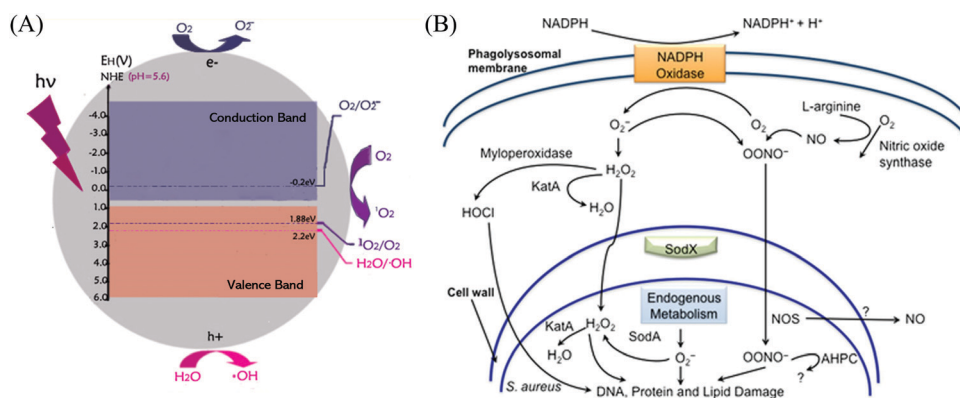 (A)
O₂ O₂⁻
e-
EH(V)
NHE (pH=5.6)
hν
-4.0
-3.0
-2.0
-1.0
0.0
1.0
2.0
3.0
4.0
5.0
6.0
Conduction Band
O₂/O₂⁻
-0.2eV
O₂
¹O₂
1.88eV
2.2eV
¹O₂/O₂
H₂O/·OH
Valence Band
h+
H₂O ·OH
(B)
NADPH NADPH⁺ + H⁺
Phagolysosomal
membrane
NADPH
Oxidase
L-arginine
O₂⁻ O₂ NO O₂
OONO⁻
Nitric oxide
synthase
Myeloperoxidase
H₂O₂
KatA
H₂O
HOCl
SodX
Cell wall
Endogenous
Metabolism
NOS ? NO
KatA H₂O₂
SodA
H₂O
O₂⁻
OONO⁻ AHPC
?
S. aureus
DNA, Protein and Lipid Damage